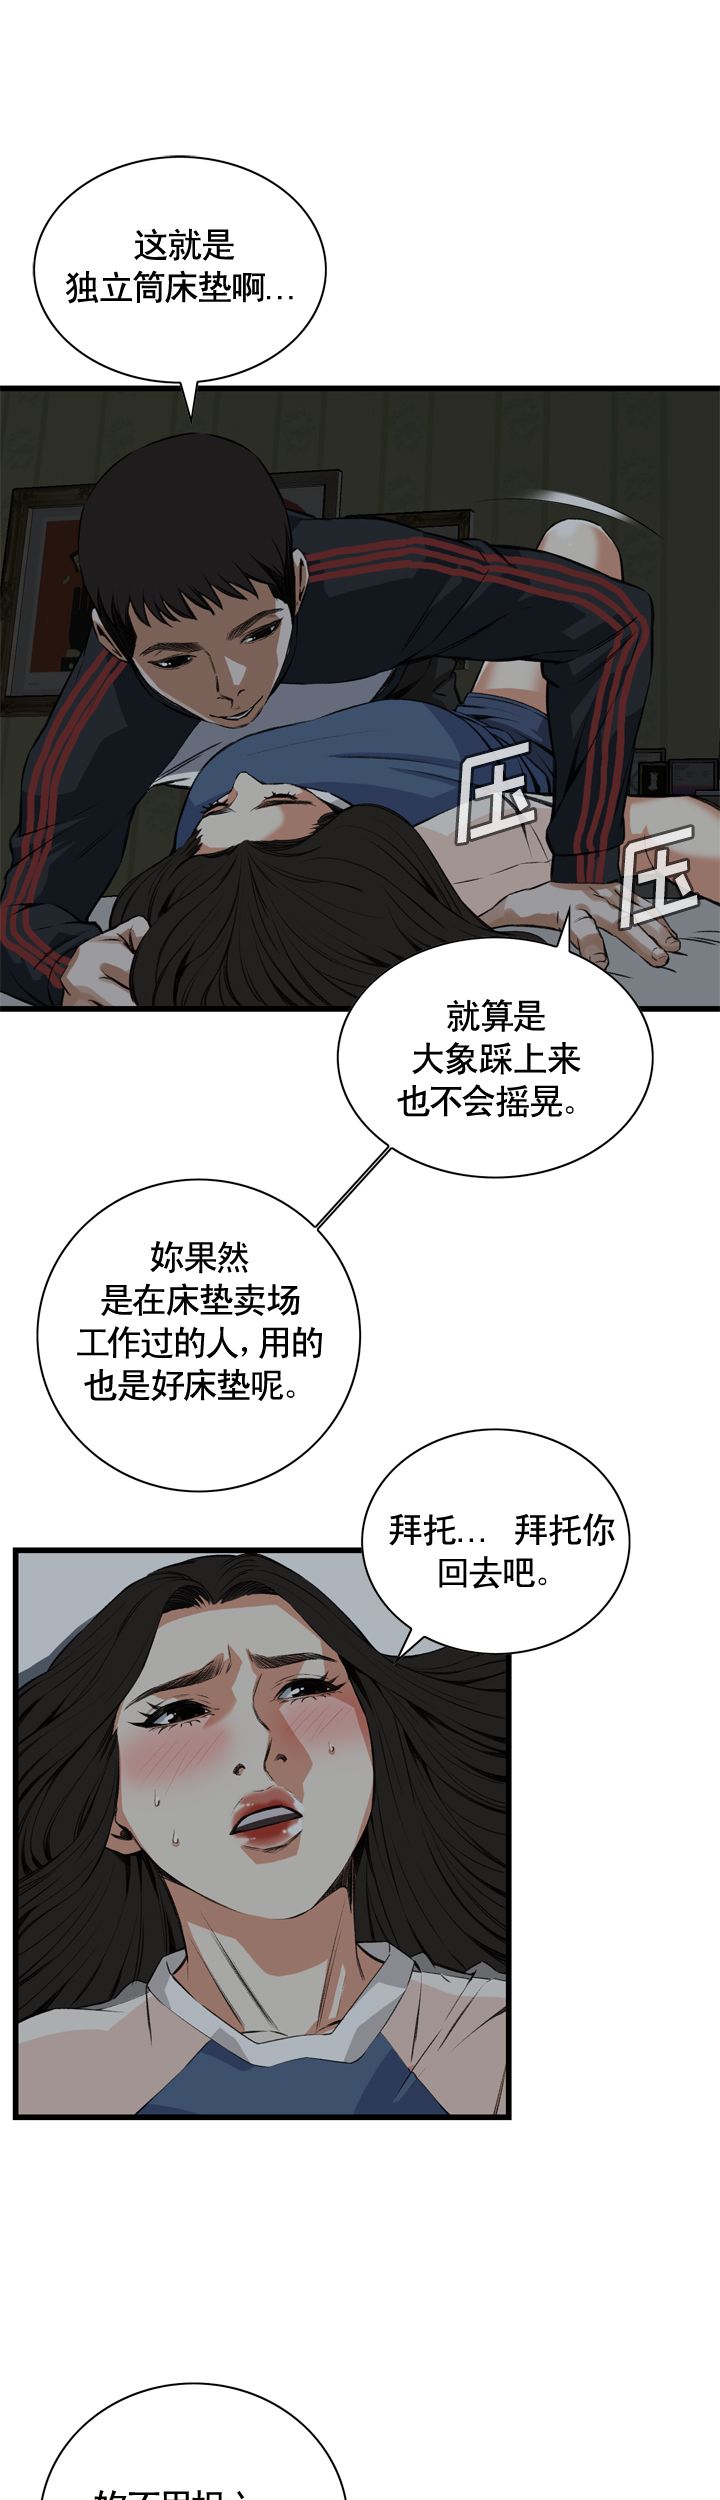 这就是
独立筒床垫啊...
压
压
就算是
大象踩上来
也不会摇晃。
妳果然
是在床垫卖场
工作过的人，用的
也是好床垫呢。
拜托... 拜托你
回去吧。